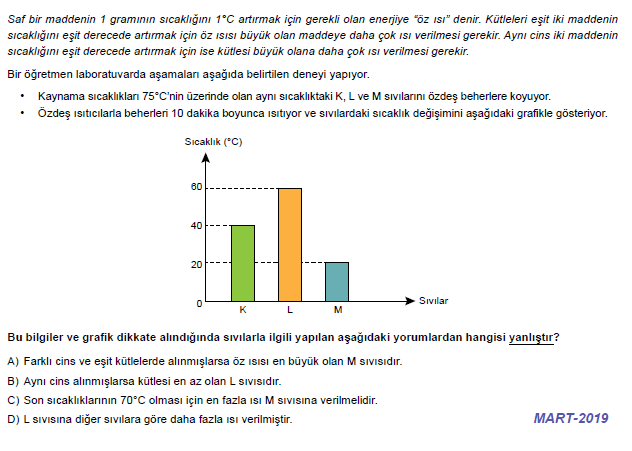 Saf bir maddenin 1 gramının sıcaklığını 1°C artırmak için gerekli olan enerjiye “öz ısı” denir. Kütleleri eşit iki maddenin
sıcaklığını eşit derecede artırmak için öz ısısı büyük olan maddeye daha çok ısı verilmesi gerekir. Aynı cins iki maddenin
sıcaklığını eşit derecede artırmak için ise kütlesi büyük olana daha çok ısı verilmesi gerekir.
Bir öğretmen laboratuvarda aşamaları aşağıda belirtilen deneyi yapıyor.
• Kaynama sıcaklıkları 75°C'nin üzerinde olan aynı sıcaklıktaki K, L ve M sıvılarını özdeş beherlere koyuyor.
• Özdeş ısıtıcılarla beherleri 10 dakika boyunca ısıtıyor ve sıvılardaki sıcaklık değişimini aşağıdaki grafikle gösteriyor.
Sıcaklık (°C)
60
40
20
0
K L M
Sıvılar
Bu bilgiler ve grafik dikkate alındığında sıvılarla ilgili yapılan aşağıdaki yorumlardan hangisi yanlıştır?
A) Farklı cins ve eşit kütlelerde alınmışlarsa öz ısısı en büyük olan M sıvısıdır.
B) Aynı cins alınmışlarsa kütlesi en az olan L sıvısıdır.
C) Son sıcaklıklarının 70°C olması için en fazla ısı M sıvısına verilmelidir.
D) L sıvısına diğer sıvılara göre daha fazla ısı verilmiştir.
MART-2019